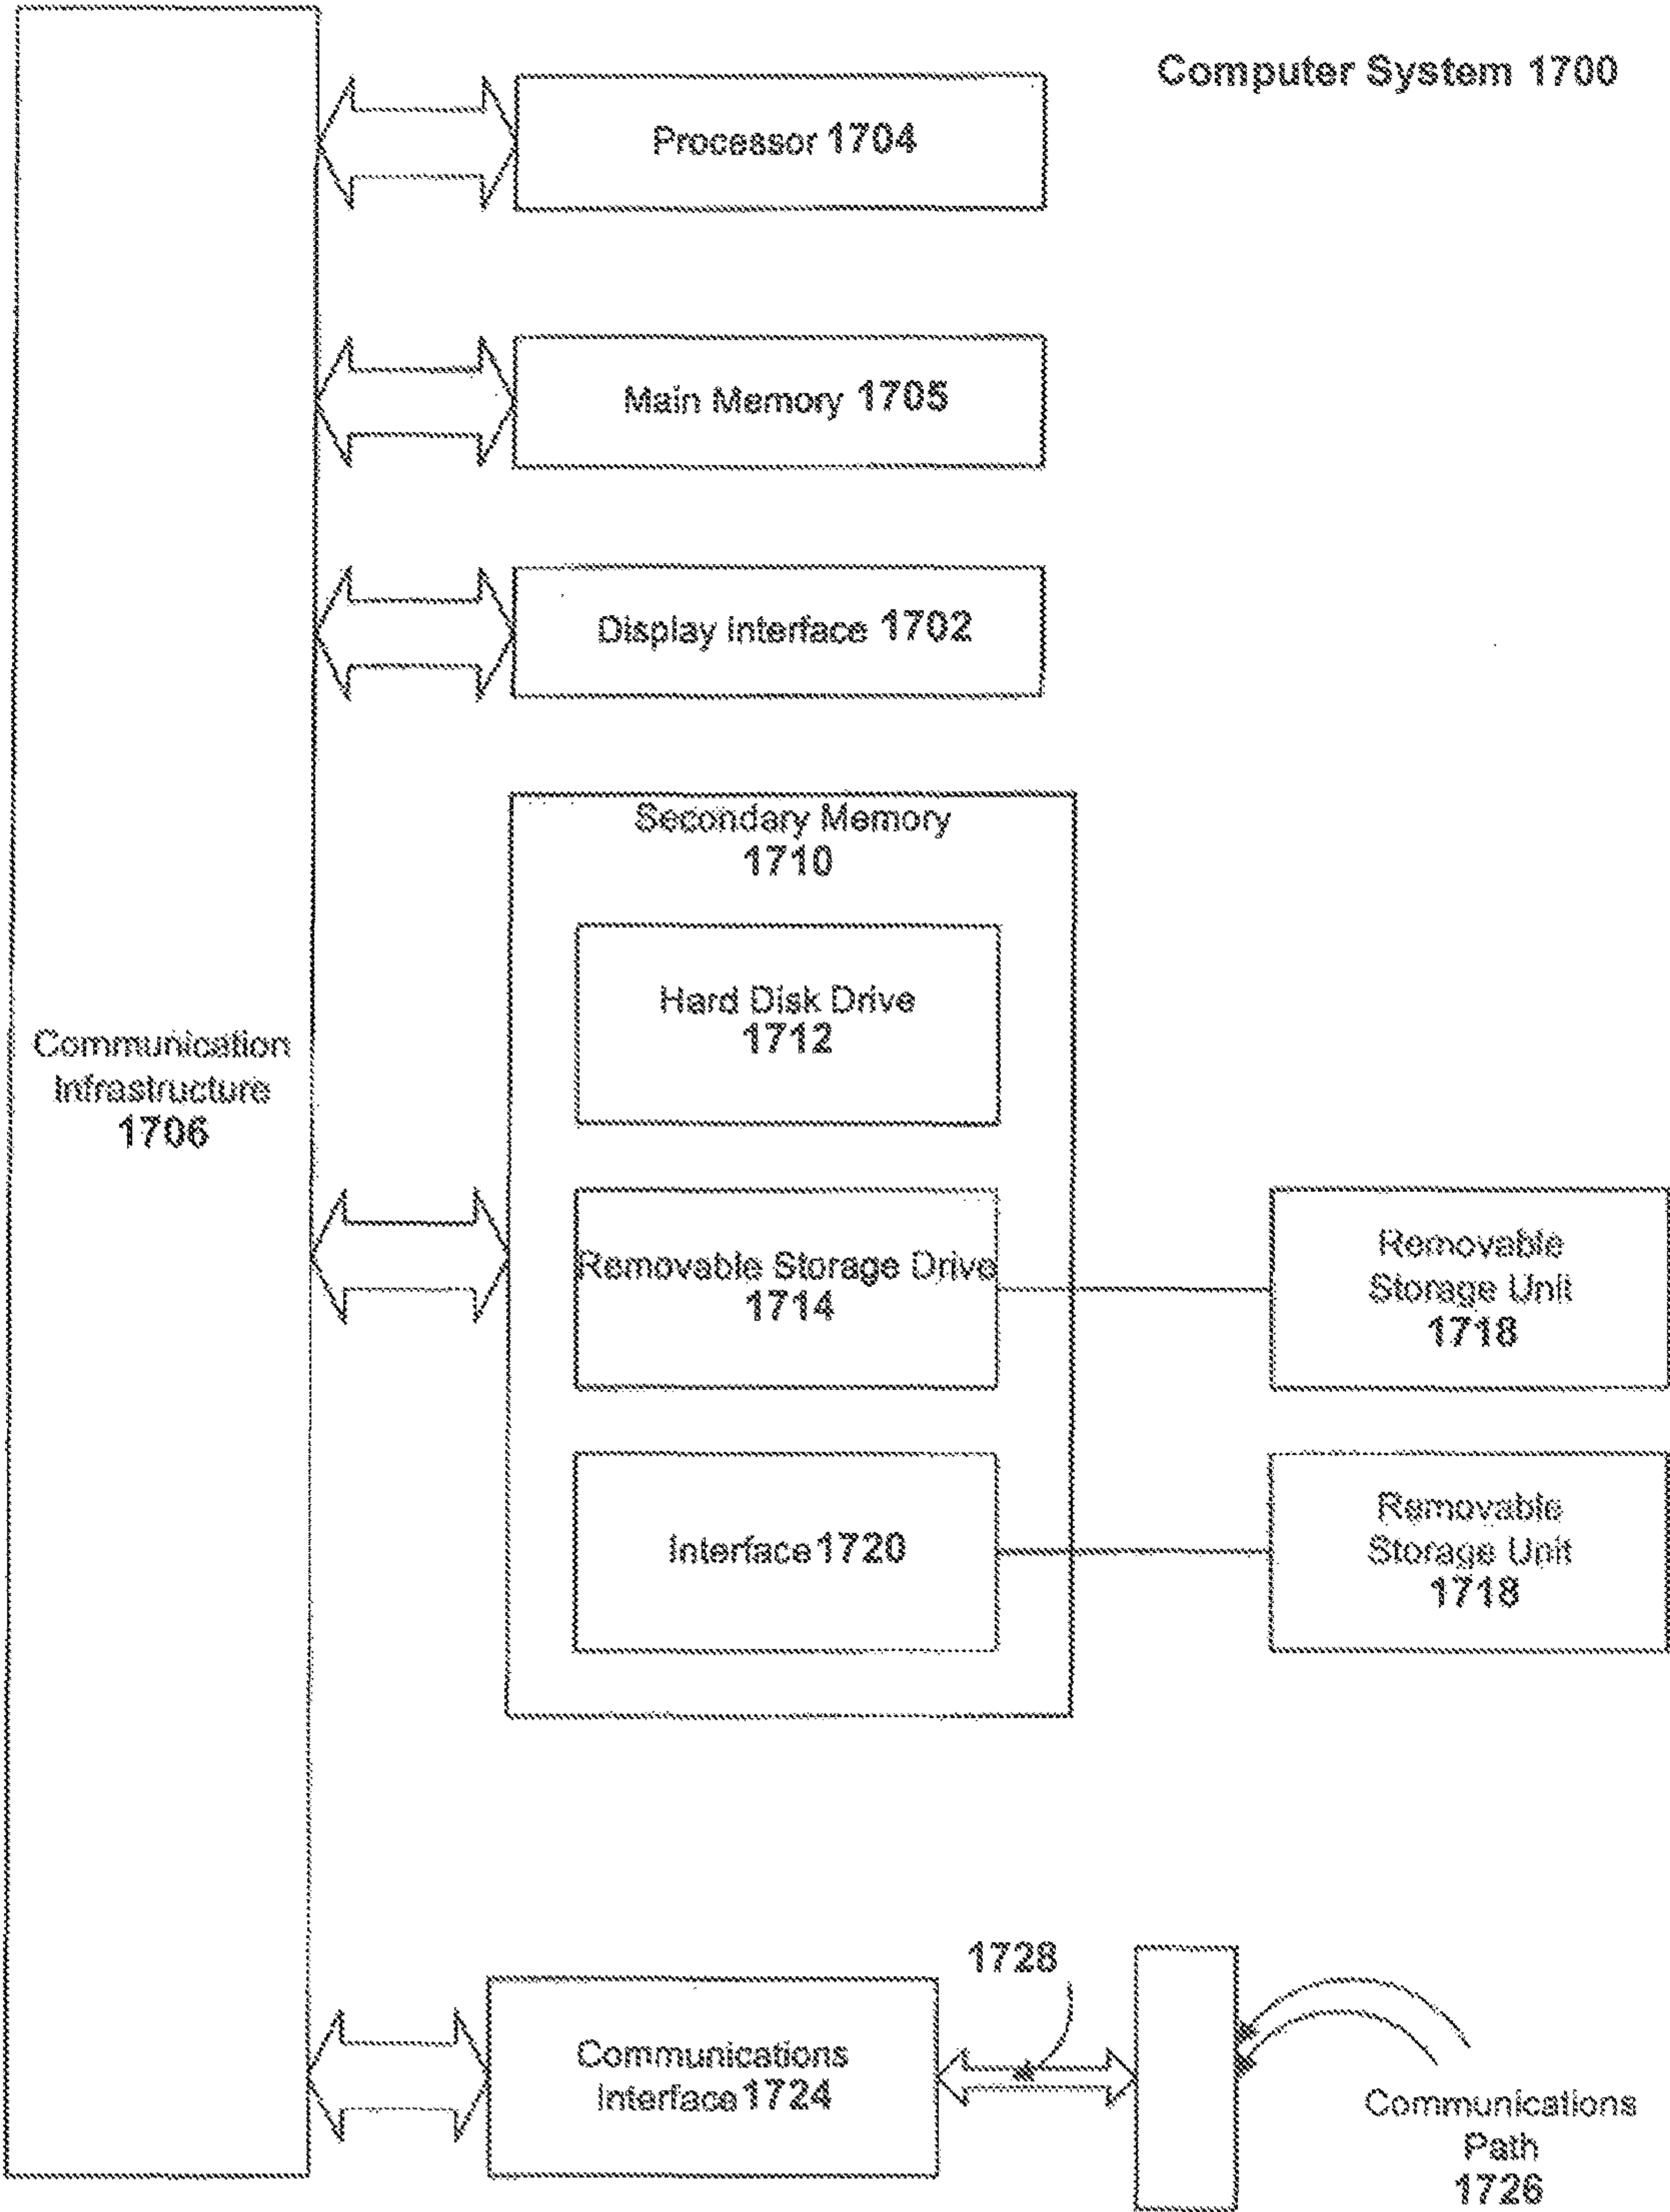 Computer System 1700
Processor 1704
Main Memory 1705
Display Interface 1702
Secondary Memory
1710
Hard Disk Drive
1712
Communication
Infrastructure
1706
Removable Storage Drive
1714
Removable
Storage Unit
1718
Interface 1720
Removable
Storage Unit
1718
1728
Communications
Interface 1724
Communications
Path
1726